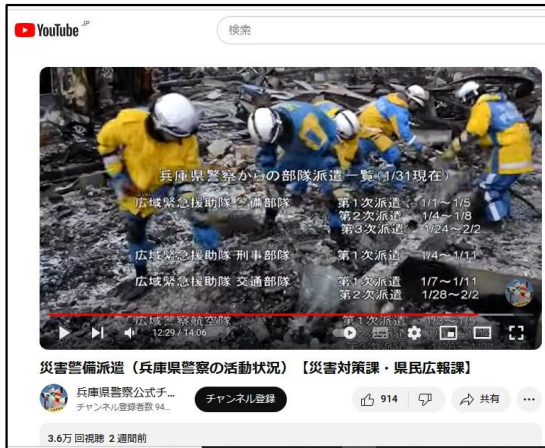 YouTube JP
検索
兵庫県警察からの部隊派遣一覧(1/31現在)
広域緊急援助隊 警備部隊 第1次派遣 1/1～1/5
第2次派遣 1/4～1/8
第3次派遣 1/24～2/2
広域緊急援助隊 刑事部隊 第1次派遣 1/4～1/11
広域緊急援助隊 交通部隊 第1次派遣 1/7～1/11
第2次派遣 1/28～2/2
広域警察航空隊
12:29 / 14:06
災害警備派遣（兵庫県警察の活動状況）【災害対策課・県民広報課】
兵庫県警察公式チ...
チャンネル登録者数 94...
チャンネル登録
914
共有
3.6万 回視聴 2 週間前